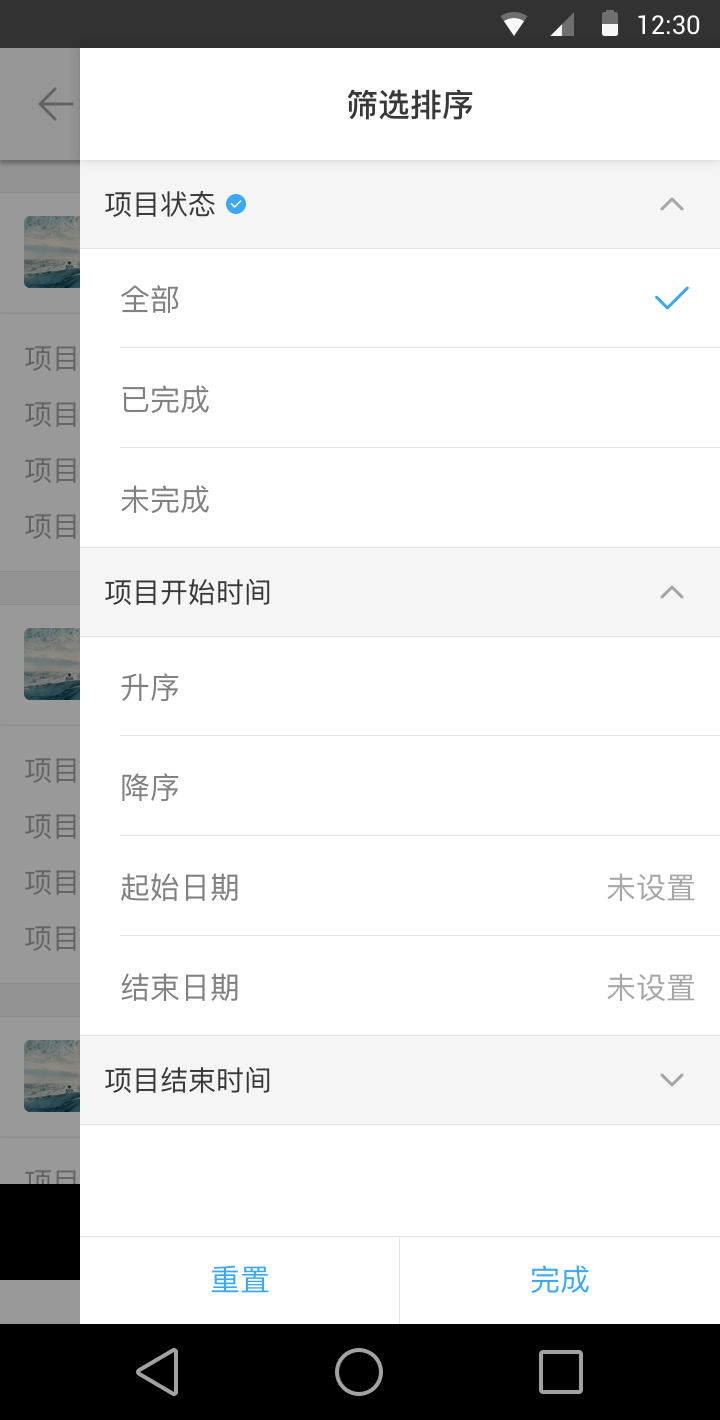 12:30
筛选排序
项目状态
全部
已完成
未完成
项目开始时间
升序
降序
起始日期 未设置
结束日期 未设置
项目结束时间
重置 完成
项目
项目
项目
项目
项目
项目
项目
项目
项目